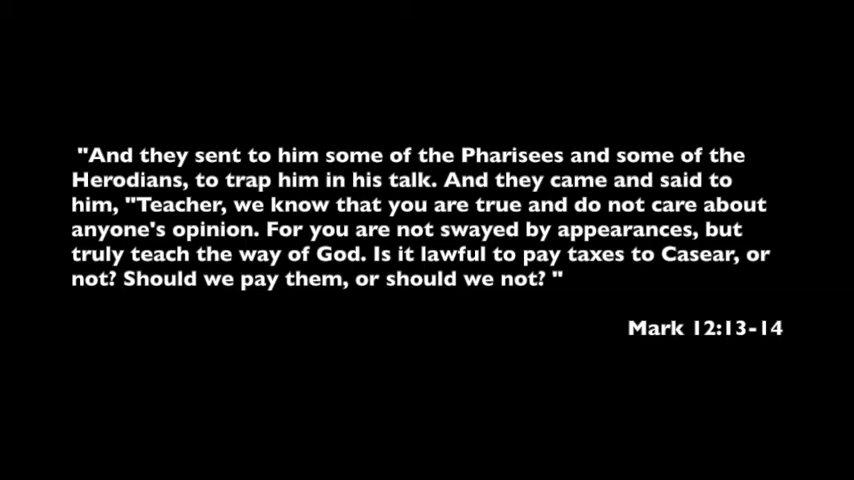 "And they sent to him some of the Pharisees and some of the
Herodians, to trap him in his talk. And they came and said to
him, "Teacher, we know that you are true and do not care about
anyone's opinion. For you are not swayed by appearances, but
truly teach the way of God. Is it lawful to pay taxes to Casear, or
not? Should we pay them, or should we not? "
Mark 12:13-14